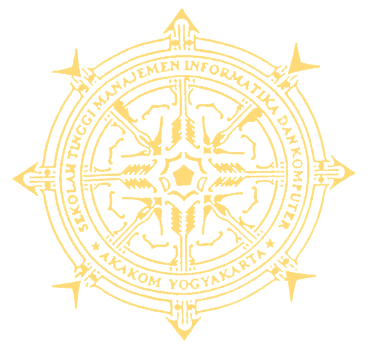 SEKOLAH TINGGI MANAJEMEN INFORMATIKA DAN KOMPUTER
AKAKOM YOGYAKARTA